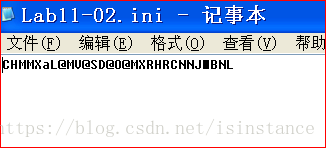 Lab11-02.ini - 记事本
文件(F) 编辑(E) 格式(O) 查看(V) 帮助
CHMMXaL@MV@SD@O@MXRHRCNNJ■BNL
https://blog.csdn.net/isinstance